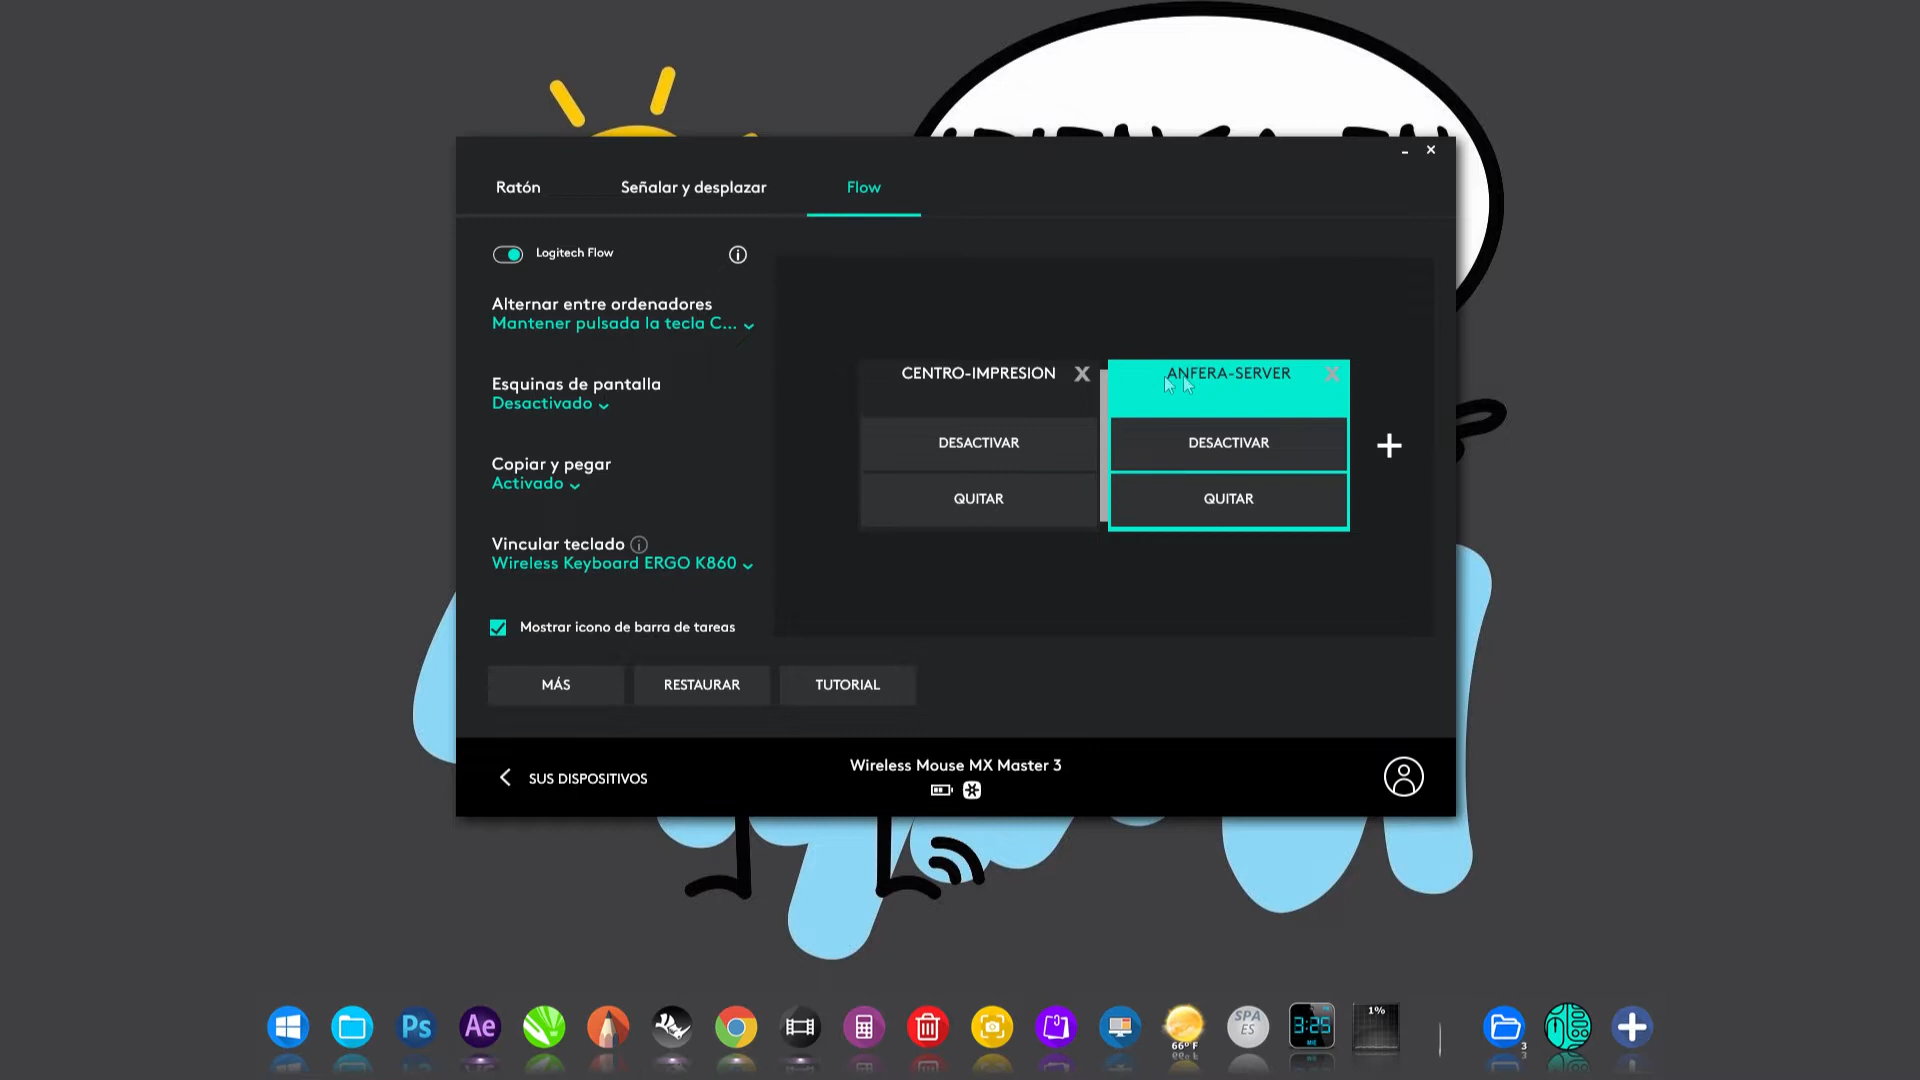 Ratón
Señalar y desplazar
Flow
Logitech Flow
Alternar entre ordenadores
Mantener pulsada la tecla C...
Esquinas de pantalla
Desactivado
Copiar y pegar
Activado
Vincular teclado
Wireless Keyboard ERGO K860
Mostrar icono de barra de tareas
MÁS
RESTAURAR
TUTORIAL
CENTRO-IMPRESION X
DESACTIVAR
QUITAR
ANFERA-SERVER X
DESACTIVAR
QUITAR
SUS DISPOSITIVOS
Wireless Mouse MX Master 3
Ps
Ae
66º F
SPA
ES
3:25
MIE
1%
3